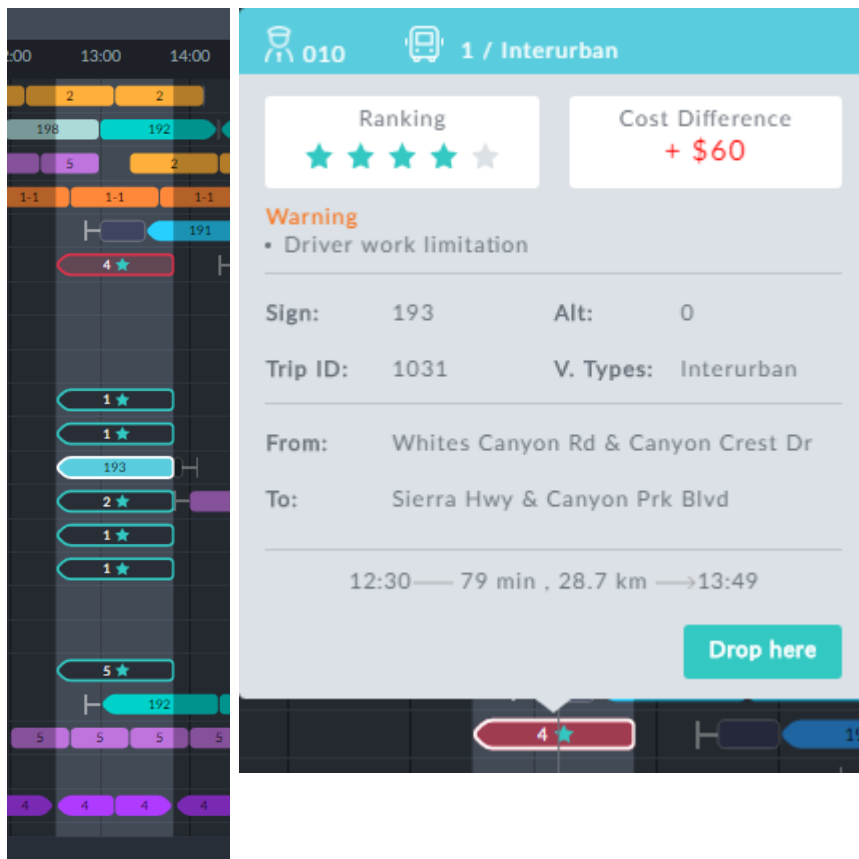 :00 13:00 14:00
2 2
198 192
5 2
1-1 1-1 1-1
191
4
1
1
193
2
1
1
5
192
5 5 5 5
4 4 4 4
010 1 / Interurban
Ranking Cost Difference
+ $60
Warning
• Driver work limitation
Sign: 193 Alt: 0
Trip ID: 1031 V. Types: Interurban
From: Whites Canyon Rd & Canyon Crest Dr
To: Sierra Hwy & Canyon Prk Blvd
12:30 79 min , 28.7 km 13:49
Drop here
4